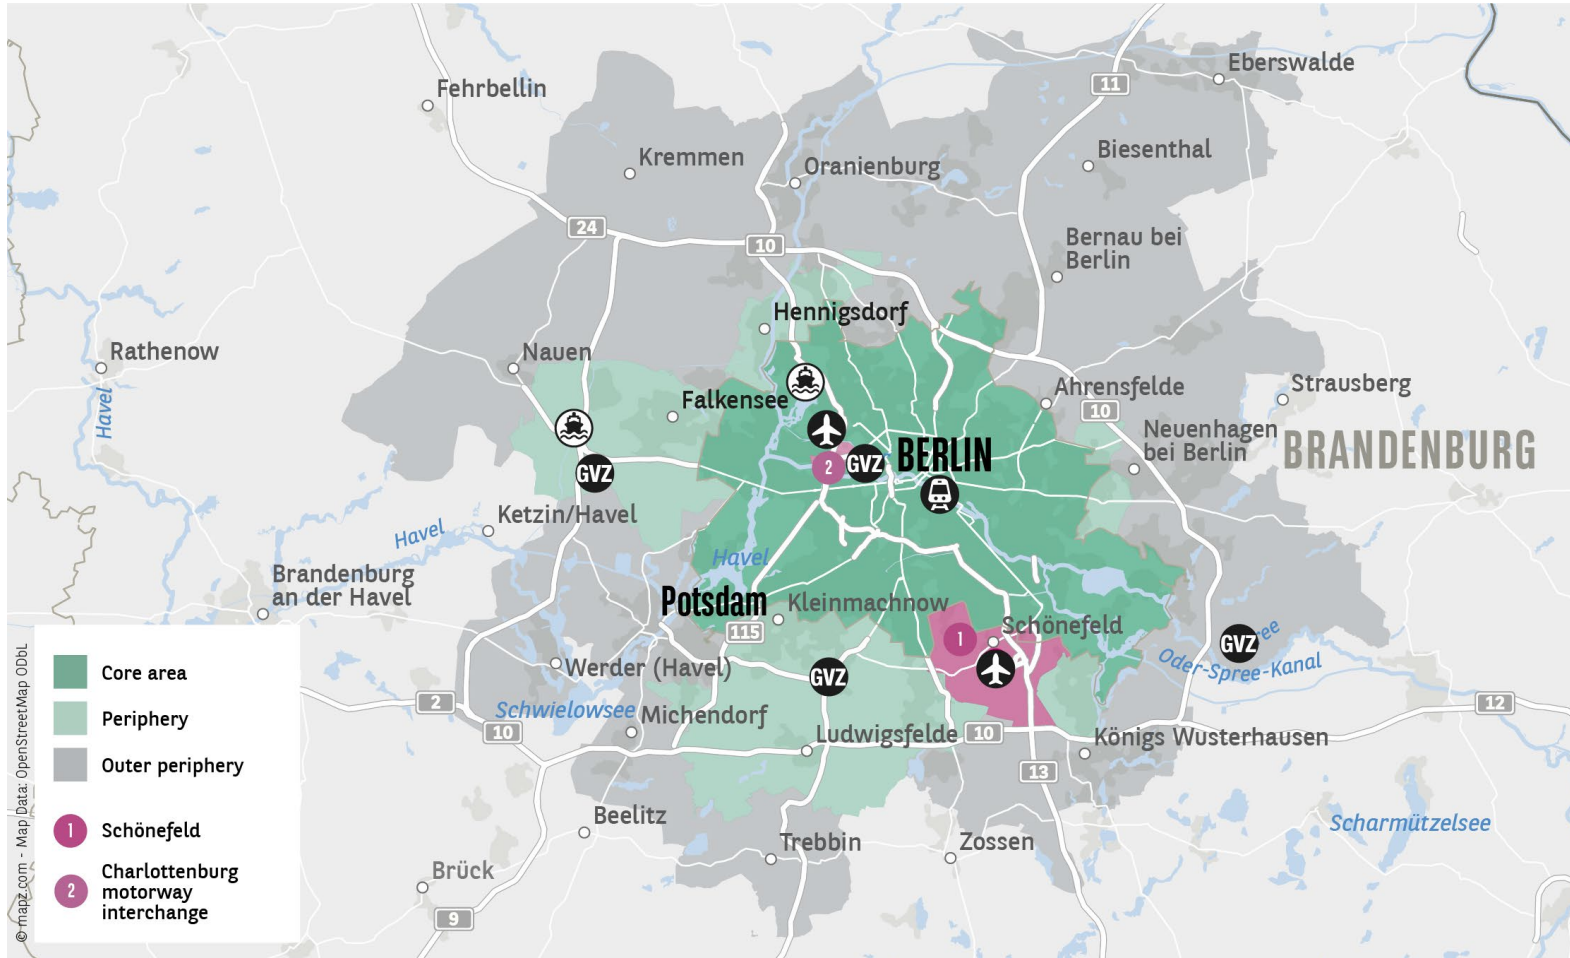 Fehrbellin
Eberswalde
11
Kremmen
Oranienburg
Biesenthal
24
10
Bernau bei
Berlin
Hennigsdorf
Rathenow
Nauen
Havel
Falkensee
Ahrensfelde
Strausberg
10
Neuenhagen
bei Berlin
BRANDENBURG
BERLIN
2
GVZ
GVZ
Ketzin/Havel
Havel
Havel
Brandenburg
an der Havel
Potsdam
Kleinmachnow
115
1
Schönefeld
GVZ
ree
Oder-Spree-Kanal
Werder (Havel)
GVZ
2
Schwielowsee
Michendorf
12
10
Ludwigsfelde
10
Königs Wusterhausen
13
Beelitz
Trebbin
Zossen
Scharmützelsee
Brück
9
Core area
Periphery
Outer periphery
1
Schönefeld
2
Charlottenburg
motorway
interchange
© mapz.com - Map Data: OpenStreetMap ODbL